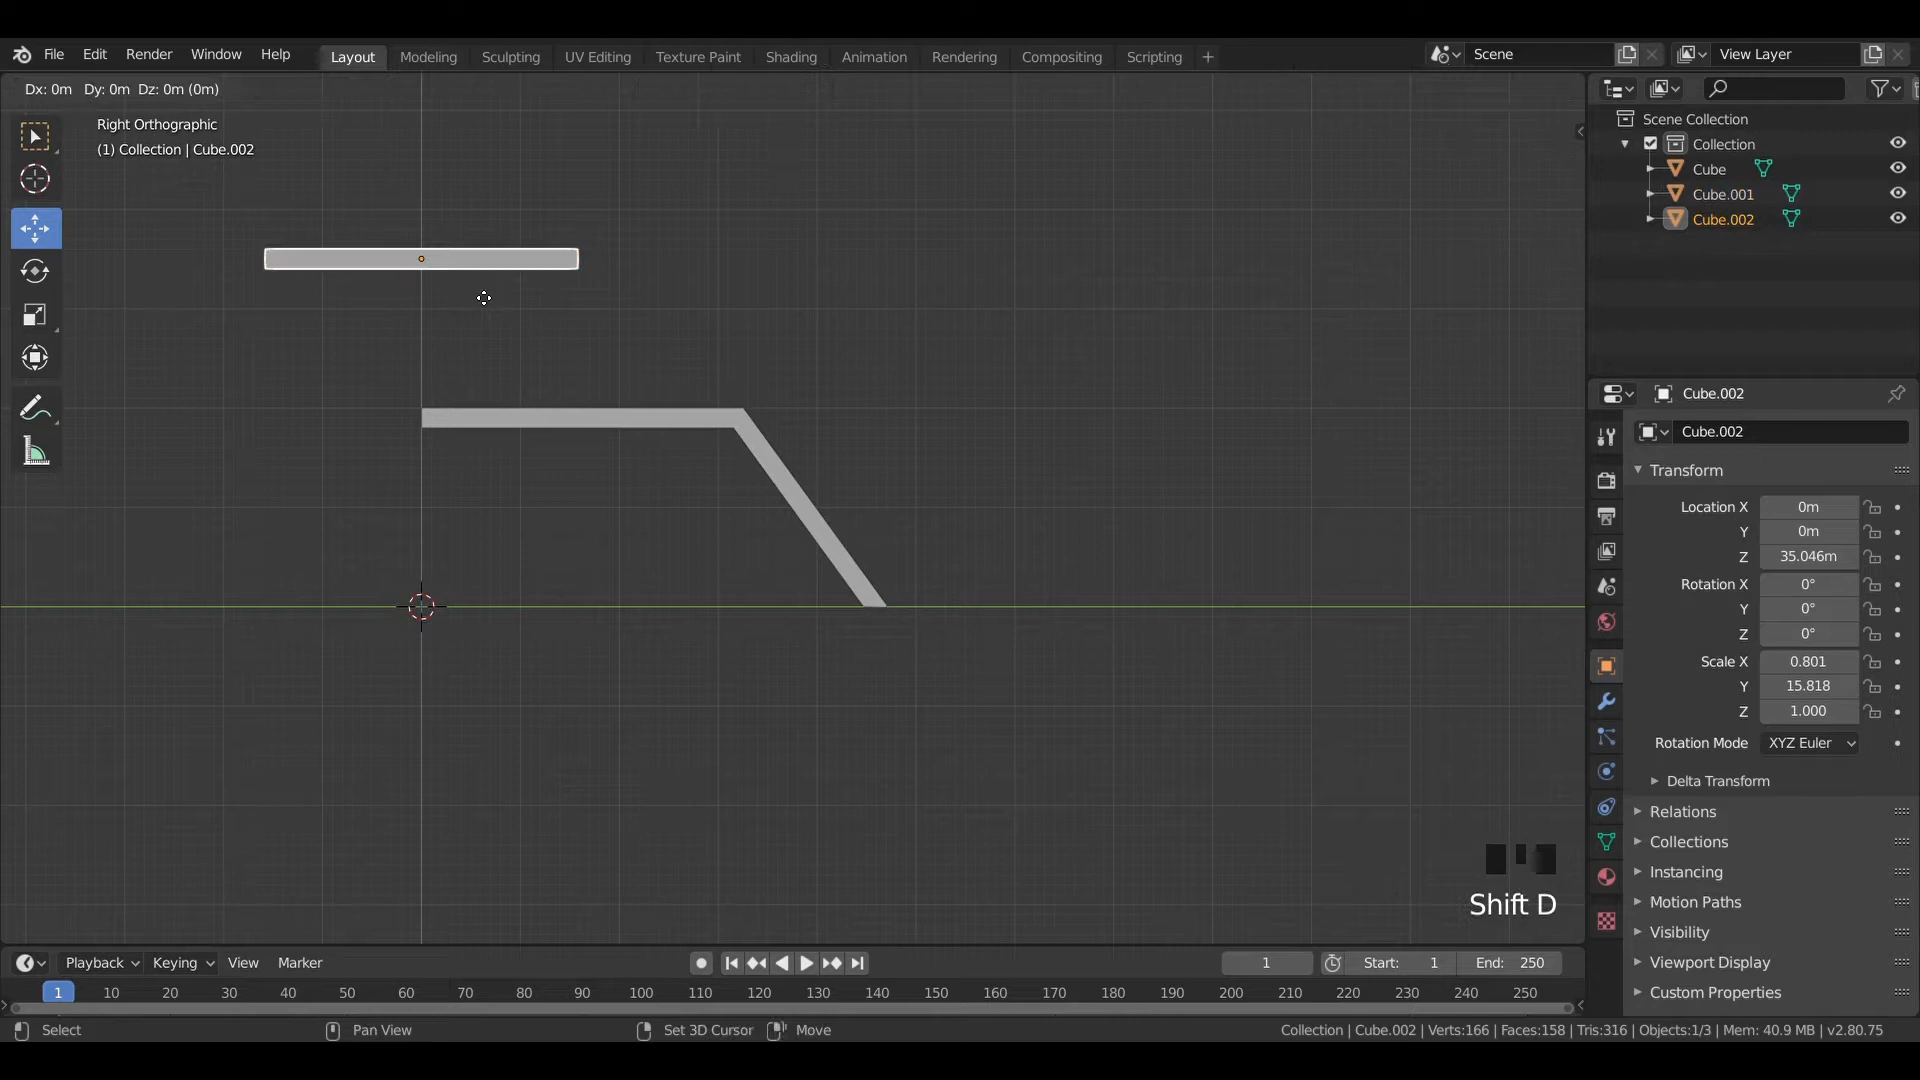 File Edit Render Window Help Layout Modeling Sculpting UV Editing Texture Paint Shading Animation Rendering Compositing Scripting + Scene View Layer
Dx: 0m Dy: 0m Dz: 0m (0m)
Right Orthographic
(1) Collection | Cube.002
Scene Collection
Collection
Cube
Cube.001
Cube.002
Cube.002
Cube.002
Transform
Location X 0m
Y 0m
Z 35.046m
Rotation X 0°
Y 0°
Z 0°
Scale X 0.801
Y 15.818
Z 1.000
Rotation Mode XYZ Euler
Delta Transform
Relations
Collections
Instancing
Motion Paths
Visibility
Viewport Display
Custom Properties
Shift D
Playback Keying View Marker 1 Start: 1 End: 250
1 10 20 30 40 50 60 70 80 90 100 110 120 130 140 150 160 170 180 190 200 210 220 230 240 250
Select Pan View Set 3D Cursor Move Collection | Cube.002 | Verts:166 | Faces:158 | Tris:316 | Objects:1/3 | Mem: 40.9 MB | v2.80.75